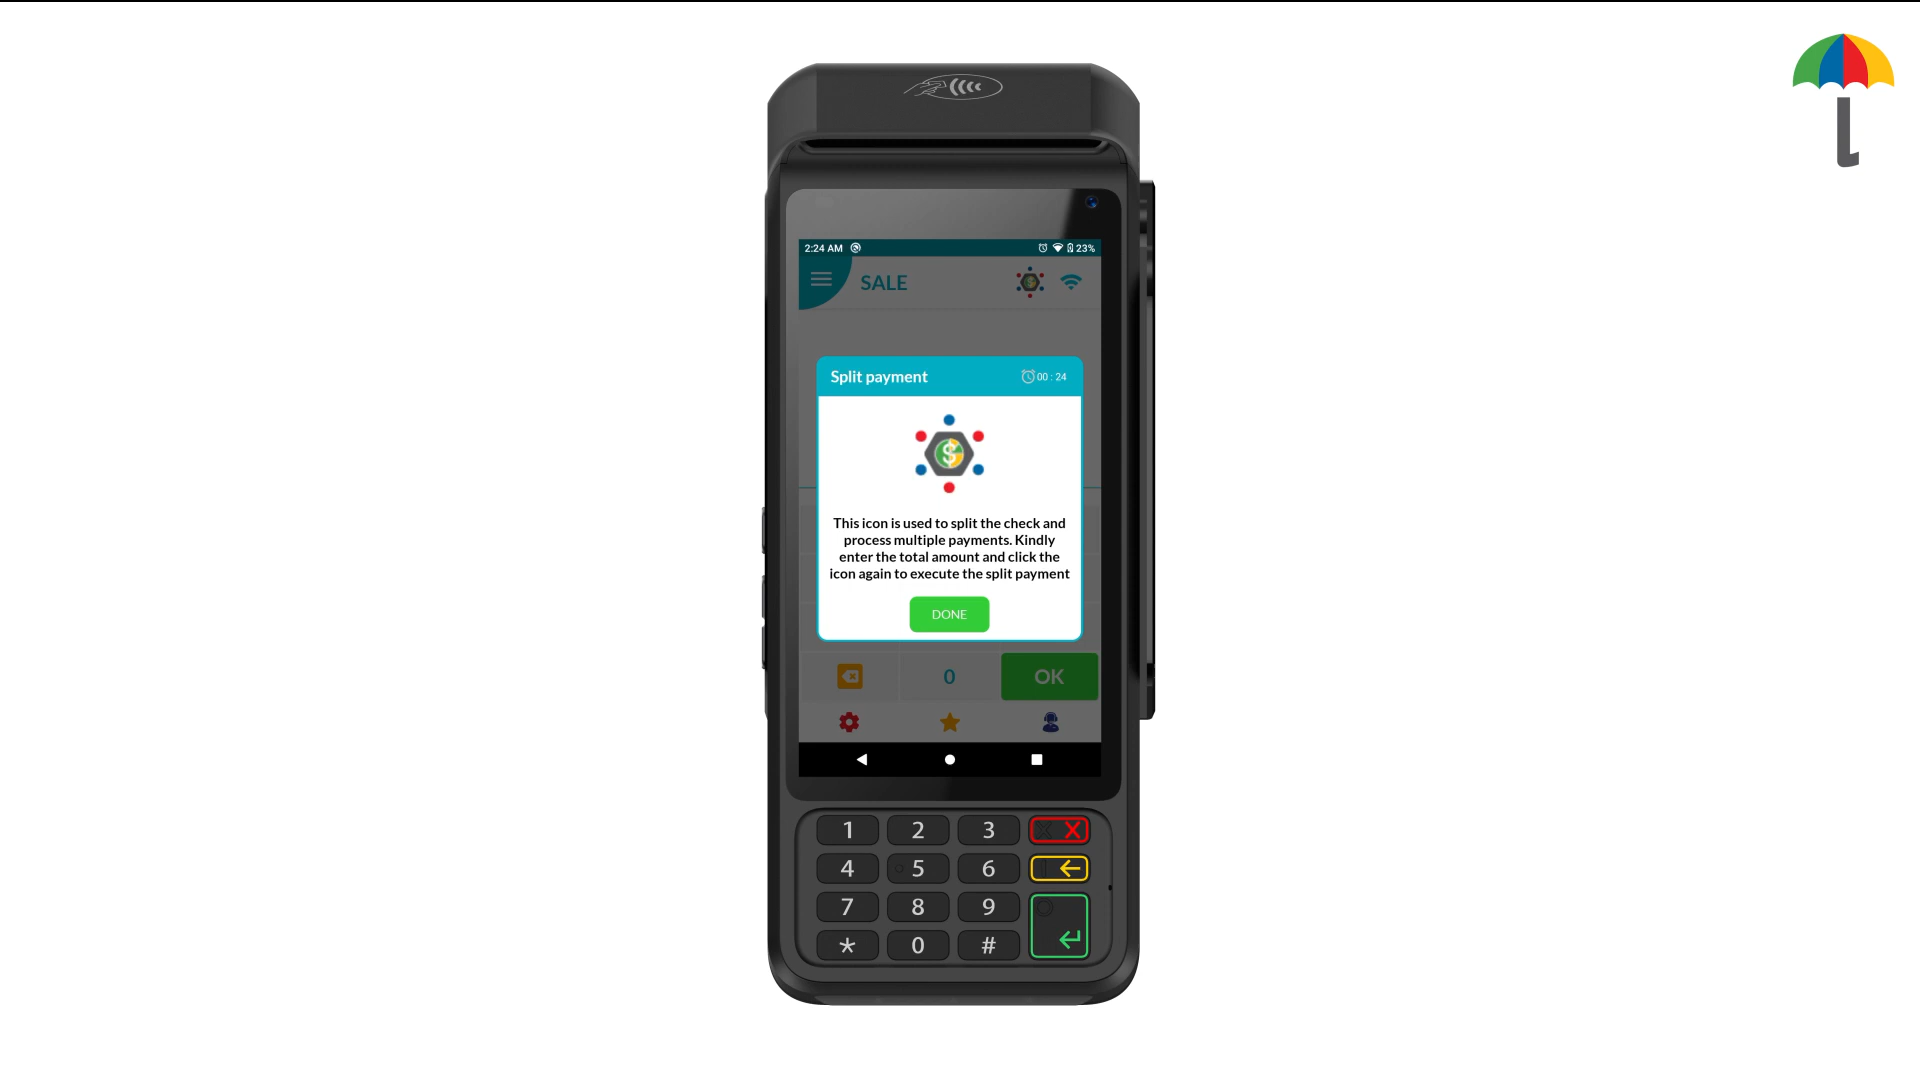 2:24 AM
23%
SALE
Split payment
00 : 24
$
This icon is used to split the check and
process multiple payments. Kindly
enter the total amount and click the
icon again to execute the split payment
DONE
0
OK
1 2 3 X
4 5 6
7 8 9
* 0 #